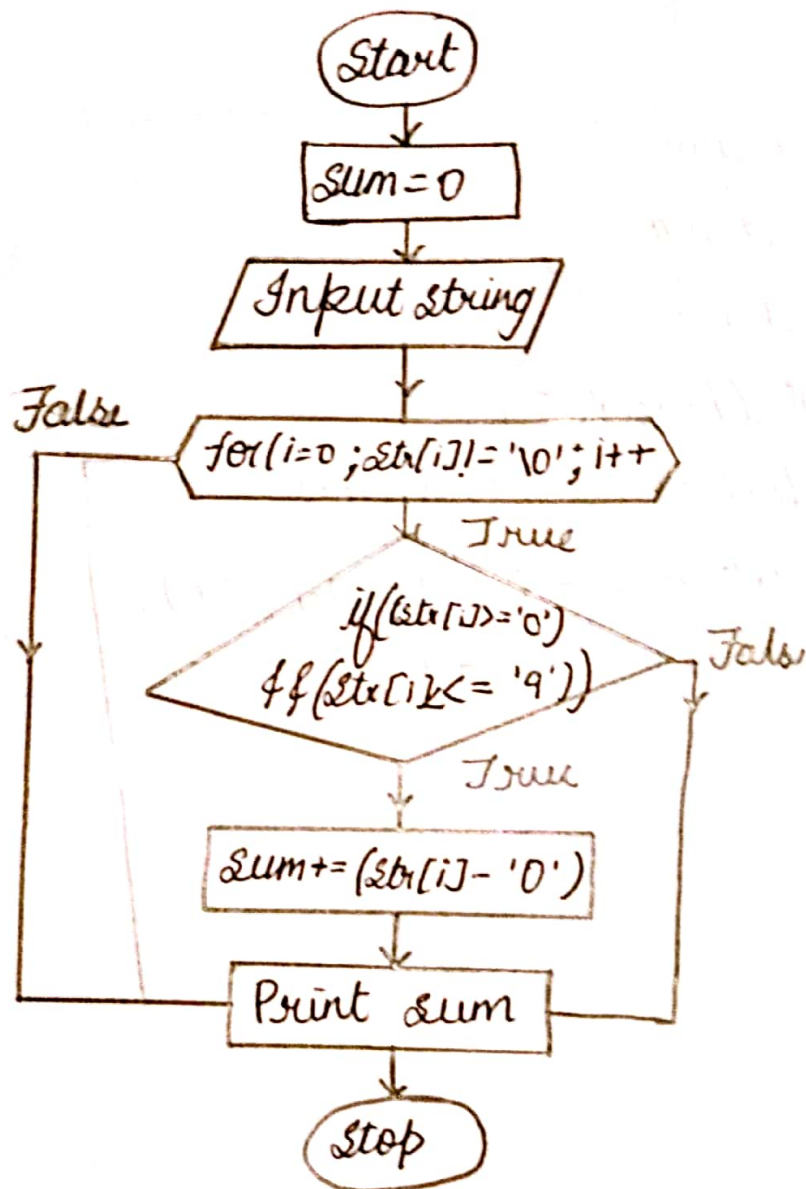 Start
sum=0
Input string
False
for(i=0 ; str[i]!='\0'; i++
True
if((str[i]>='0')
&&(str[i]<= '9'))
Fals
True
sum+=(str[i]-'0')
Print sum
Stop